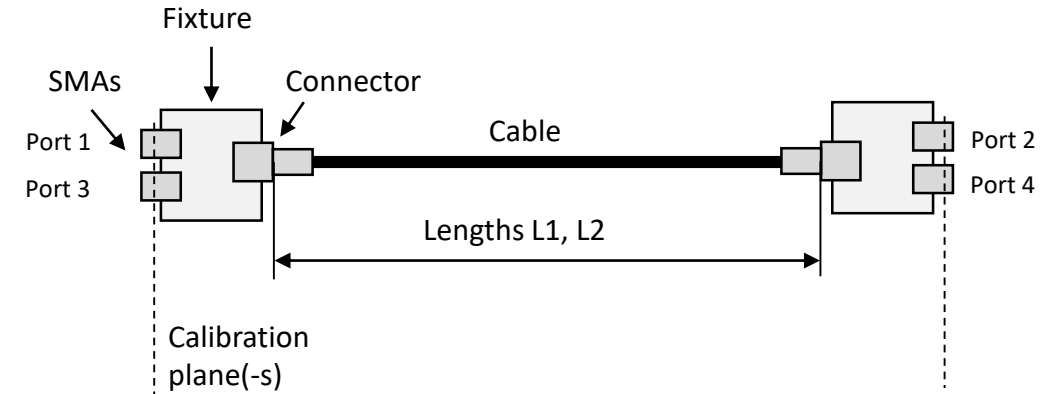 Fixture
SMAs
Connector
Port 1
Cable
Port 2
Port 3
Port 4
Lengths L1, L2
Calibration
plane(-s)